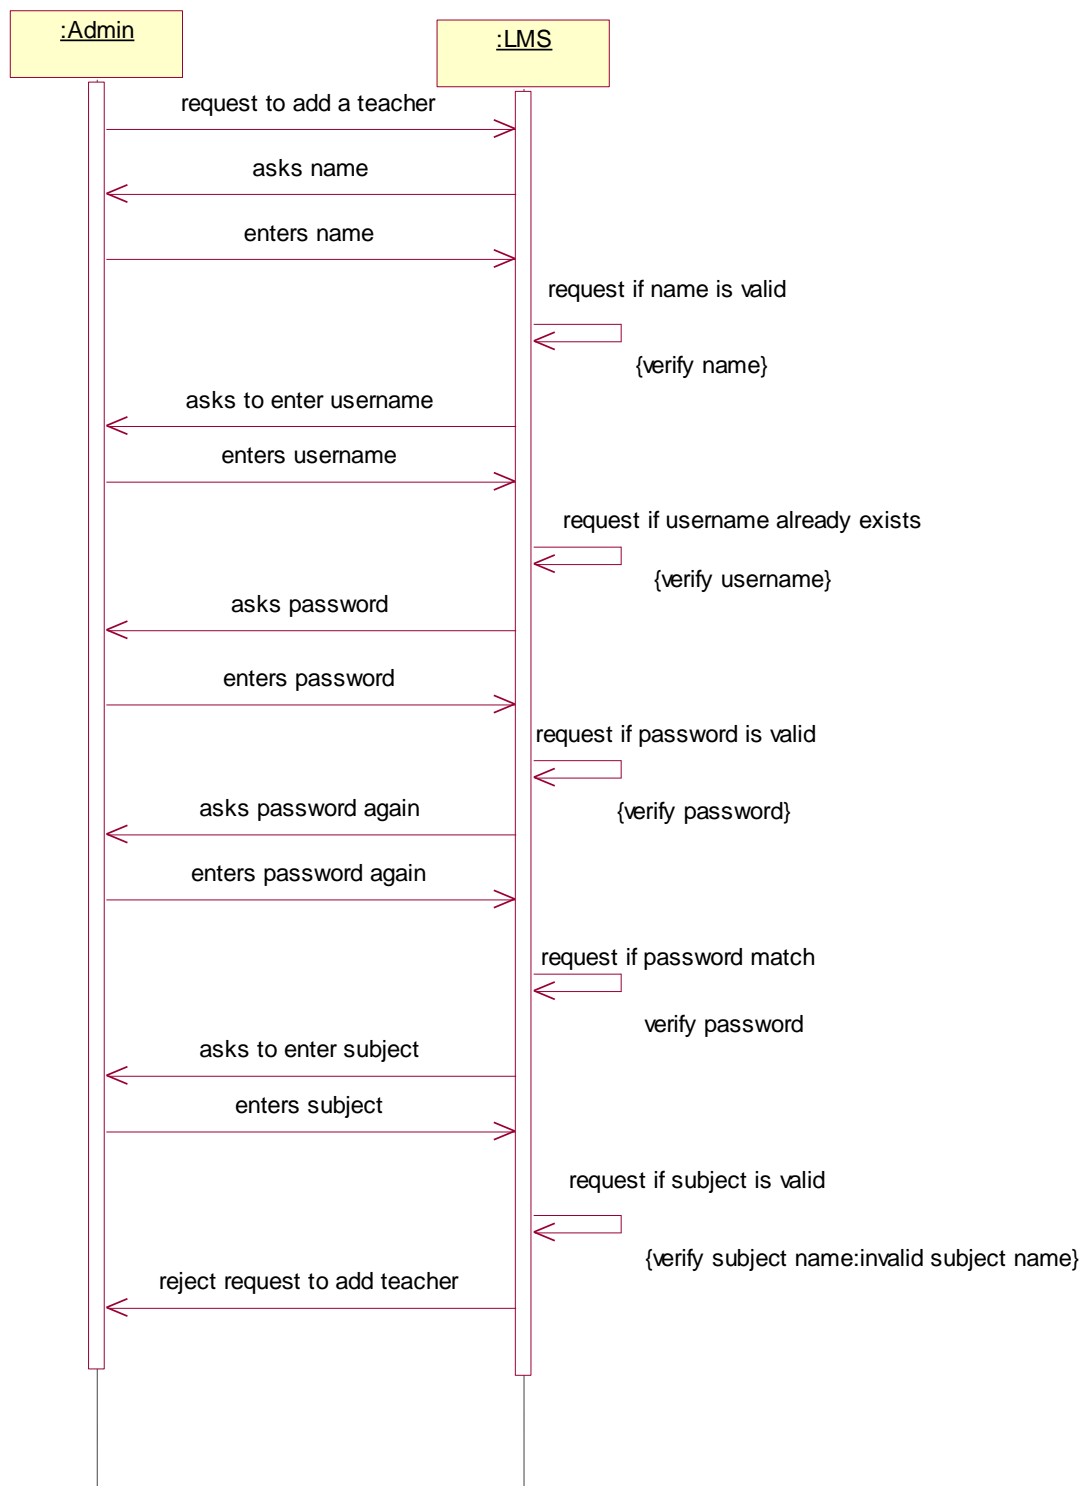 :Admin
:LMS
request to add a teacher
asks name
enters name
request if name is valid
{verify name}
asks to enter username
enters username
request if username already exists
{verify username}
asks password
enters password
request if password is valid
{verify password}
asks password again
enters password again
request if password match
verify password
asks to enter subject
enters subject
request if subject is valid
{verify subject name:invalid subject name}
reject request to add teacher